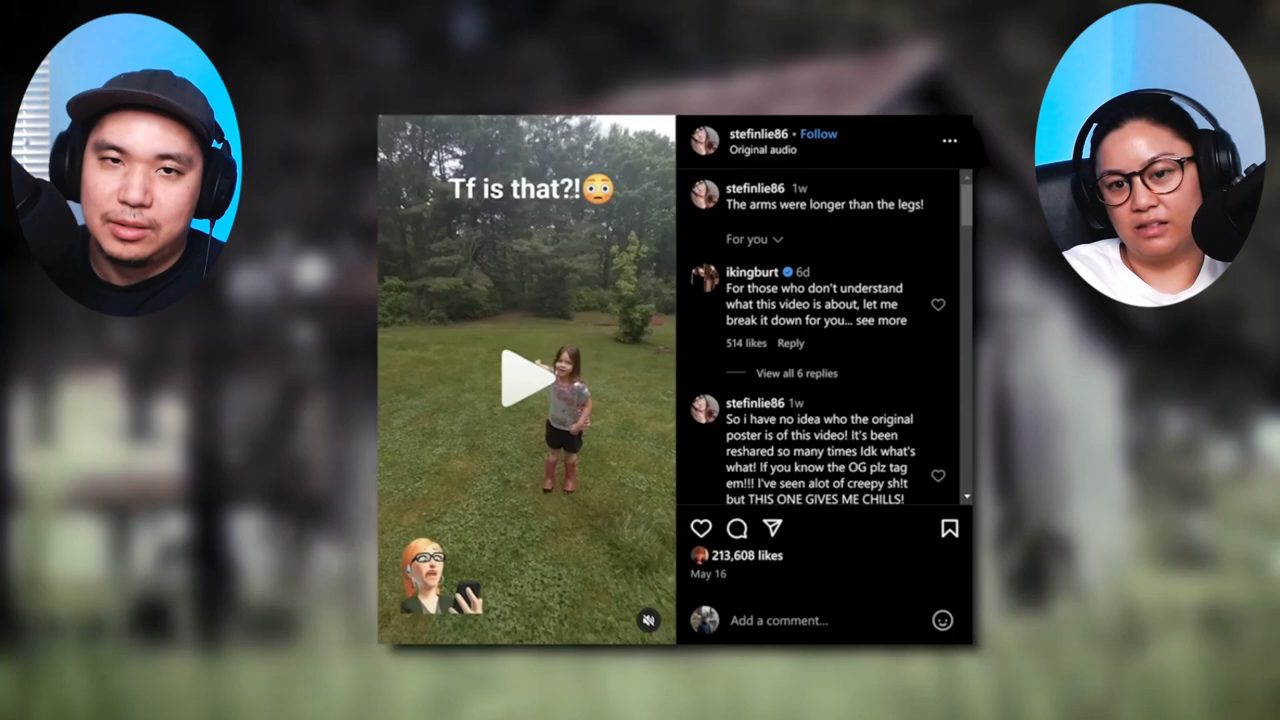 Tf is that?!
stefinlie86 • Follow
Original audio
stefinlie86 1w
The arms were longer than the legs!
For you
ikingburt 6d
For those who don't understand
what this video is about, let me
break it down for you... see more
514 likes Reply
View all 6 replies
stefinlie86 1w
So i have no idea who the original
poster is of this video! It's been
reshared so many times Idk what's
what! If you know the OG plz tag
em!!! I've seen alot of creepy sh!t
but THIS ONE GIVES ME CHILLS!
213,608 likes
May 16
Add a comment...